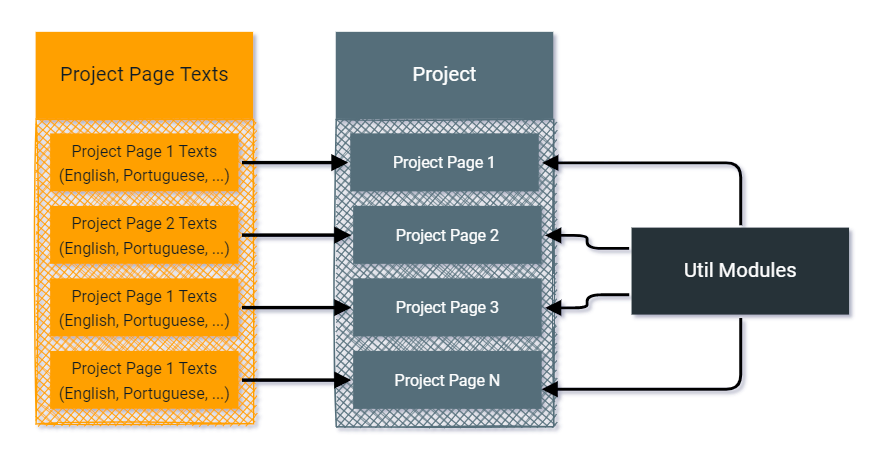 Project Page Texts
Project Page 1 Texts
(English, Portuguese, ...)
Project Page 2 Texts
(English, Portuguese, ...)
Project Page 1 Texts
(English, Portuguese, ...)
Project Page 1 Texts
(English, Portuguese, ...)
Project
Project Page 1
Project Page 2
Project Page 3
Project Page N
Util Modules